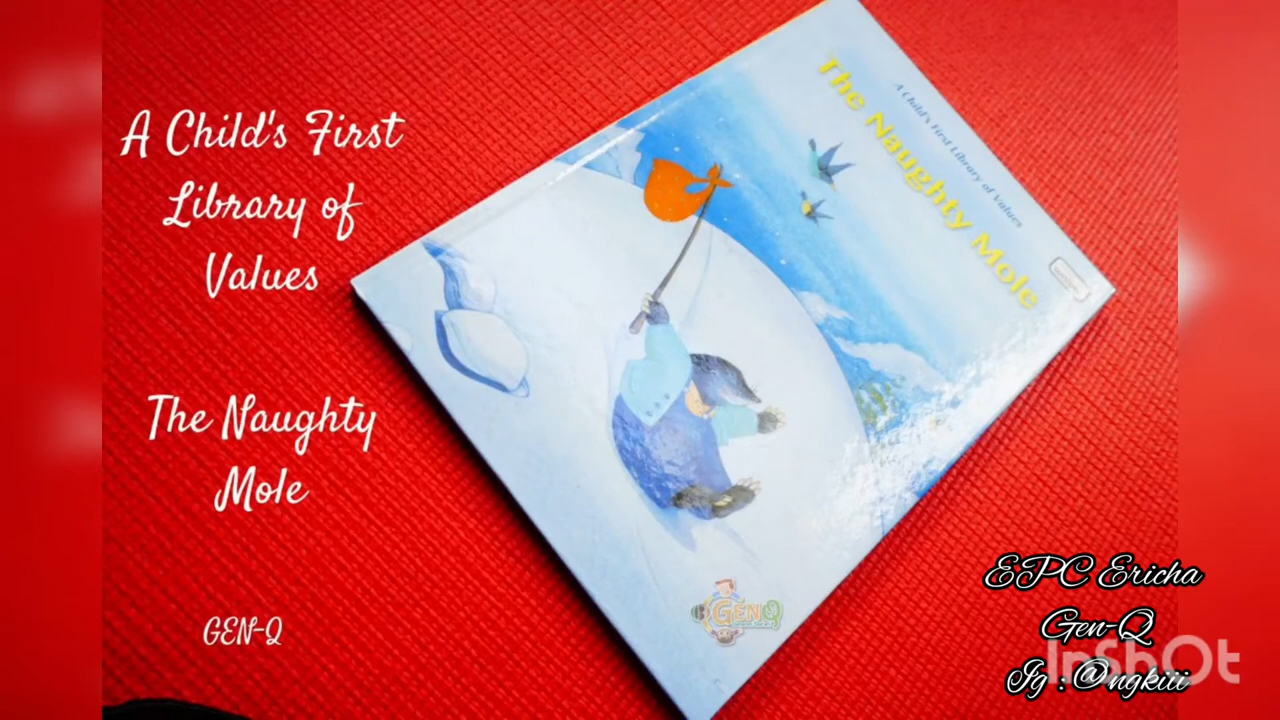 A Child's First
Library of
Values
The Naughty
Mole
GEN-Q
A Child's First Library of Values
The Naughty Mole
GENQ
EPC Ericha
Gen-Q
Ig : @ngkiii
InShOt